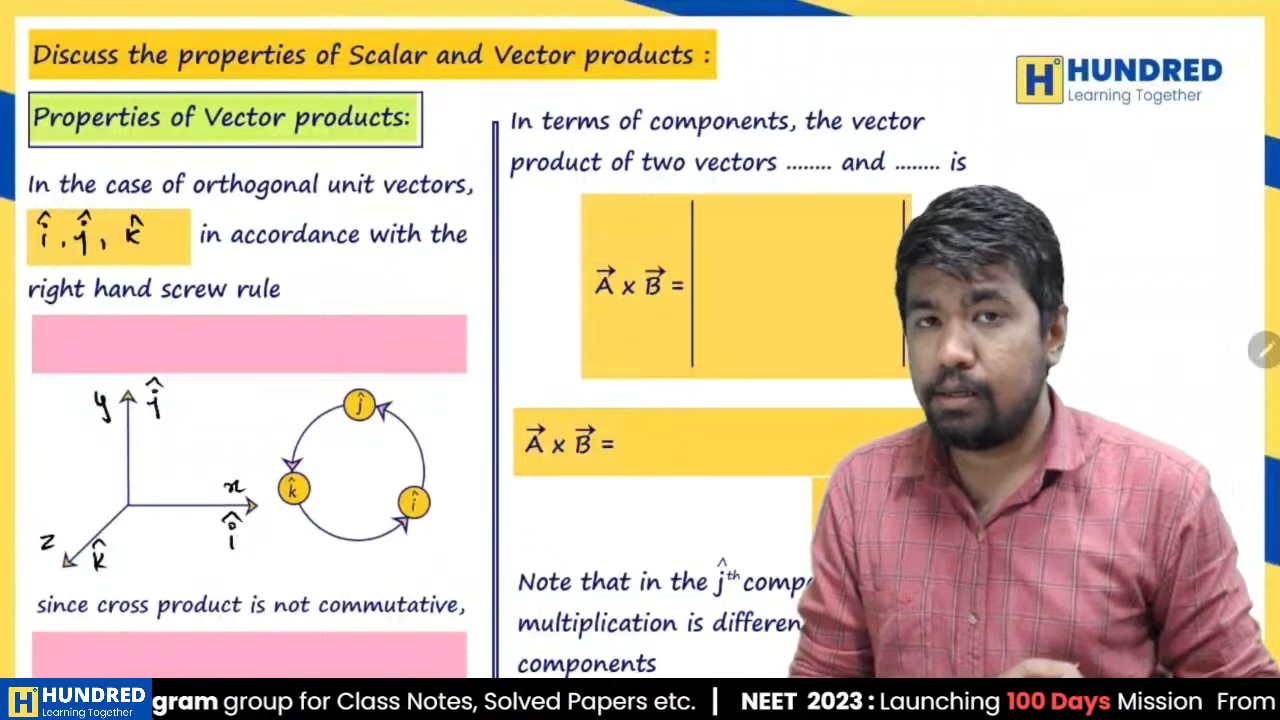 Discuss the properties of Scalar and Vector products :
HUNDRED
Learning Together
Properties of Vector products:
In the case of orthogonal unit vectors,
î, ĵ, k̂ in accordance with the
right hand screw rule
y ĵ
x
î
z k̂
ĵ
k̂
î
since cross product is not commutative,
In terms of components, the vector
product of two vectors ........ and ........ is
A⃗ x B⃗ =
A⃗ x B⃗ =
Note that in the ĵth compo
multiplication is differen
components
HUNDRED
Learning Together
gram group for Class Notes, Solved Papers etc. | NEET 2023 : Launching 100 Days Mission From